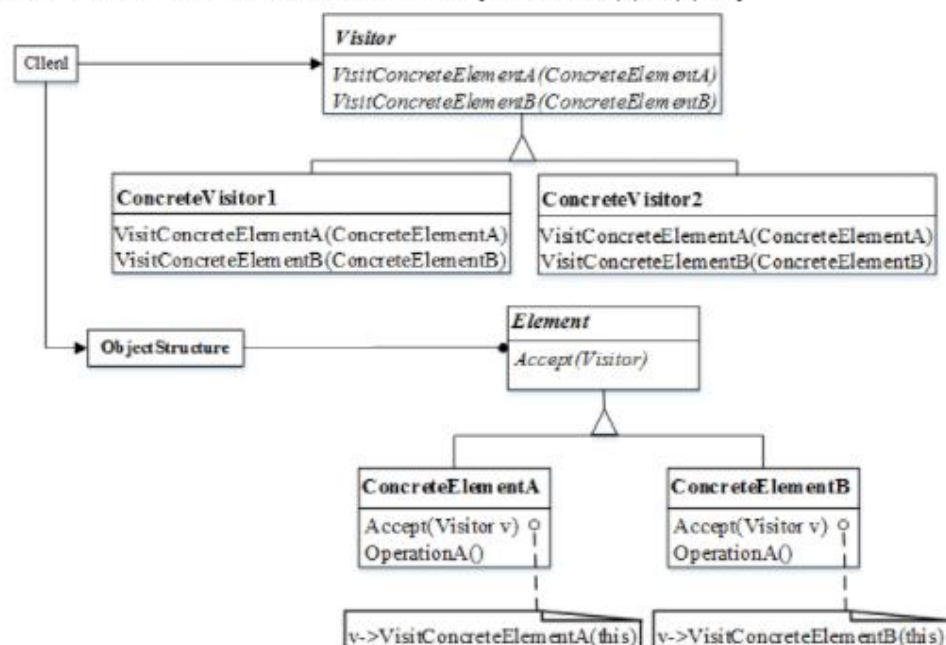 Visitor
Cllenl
VisitConcreteElementA(ConcreteElementA)
VisitConcreteElementB(ConcreteElementB)
ConcreteVisitor1
VisitConcreteElementA(ConcreteElementA)
VisitConcreteElementB(ConcreteElementB)
ConcreteVisitor2
VisitConcreteElementA(ConcreteElementA)
VisitConcreteElementB(ConcreteElementB)
Element
Accept(Visitor)
ObjectStructure
ConcreteElementA
Accept(Visitor v)
OperationA()
ConcreteElementB
Accept(Visitor v)
OperationA()
v->VisitConcreteElementA(this)
v->VisitConcreteElementB(this)